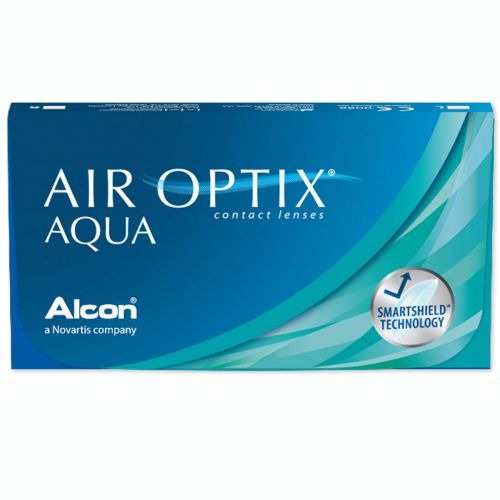 AIR OPTIX®
contact lenses
AQUA
Alcon®
a Novartis company
SMARTSHIELD®
TECHNOLOGY